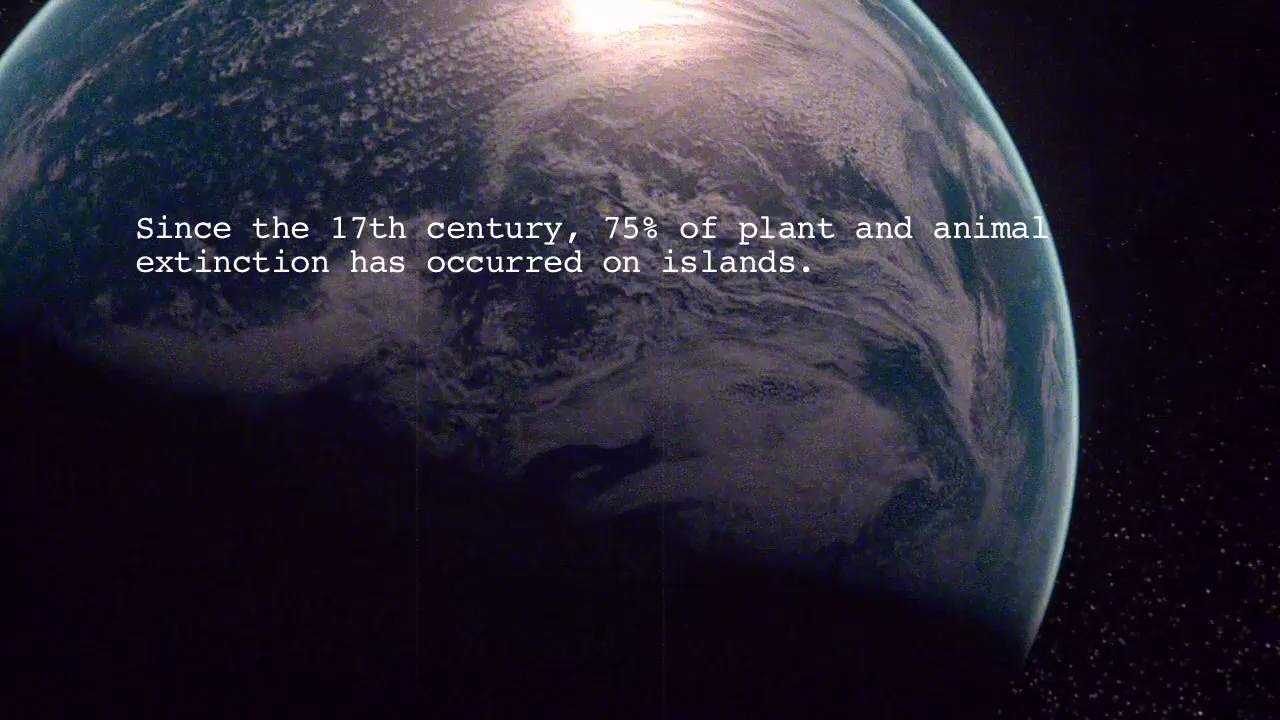 Since the 17th century, 75% of plant and animal
extinction has occurred on islands.